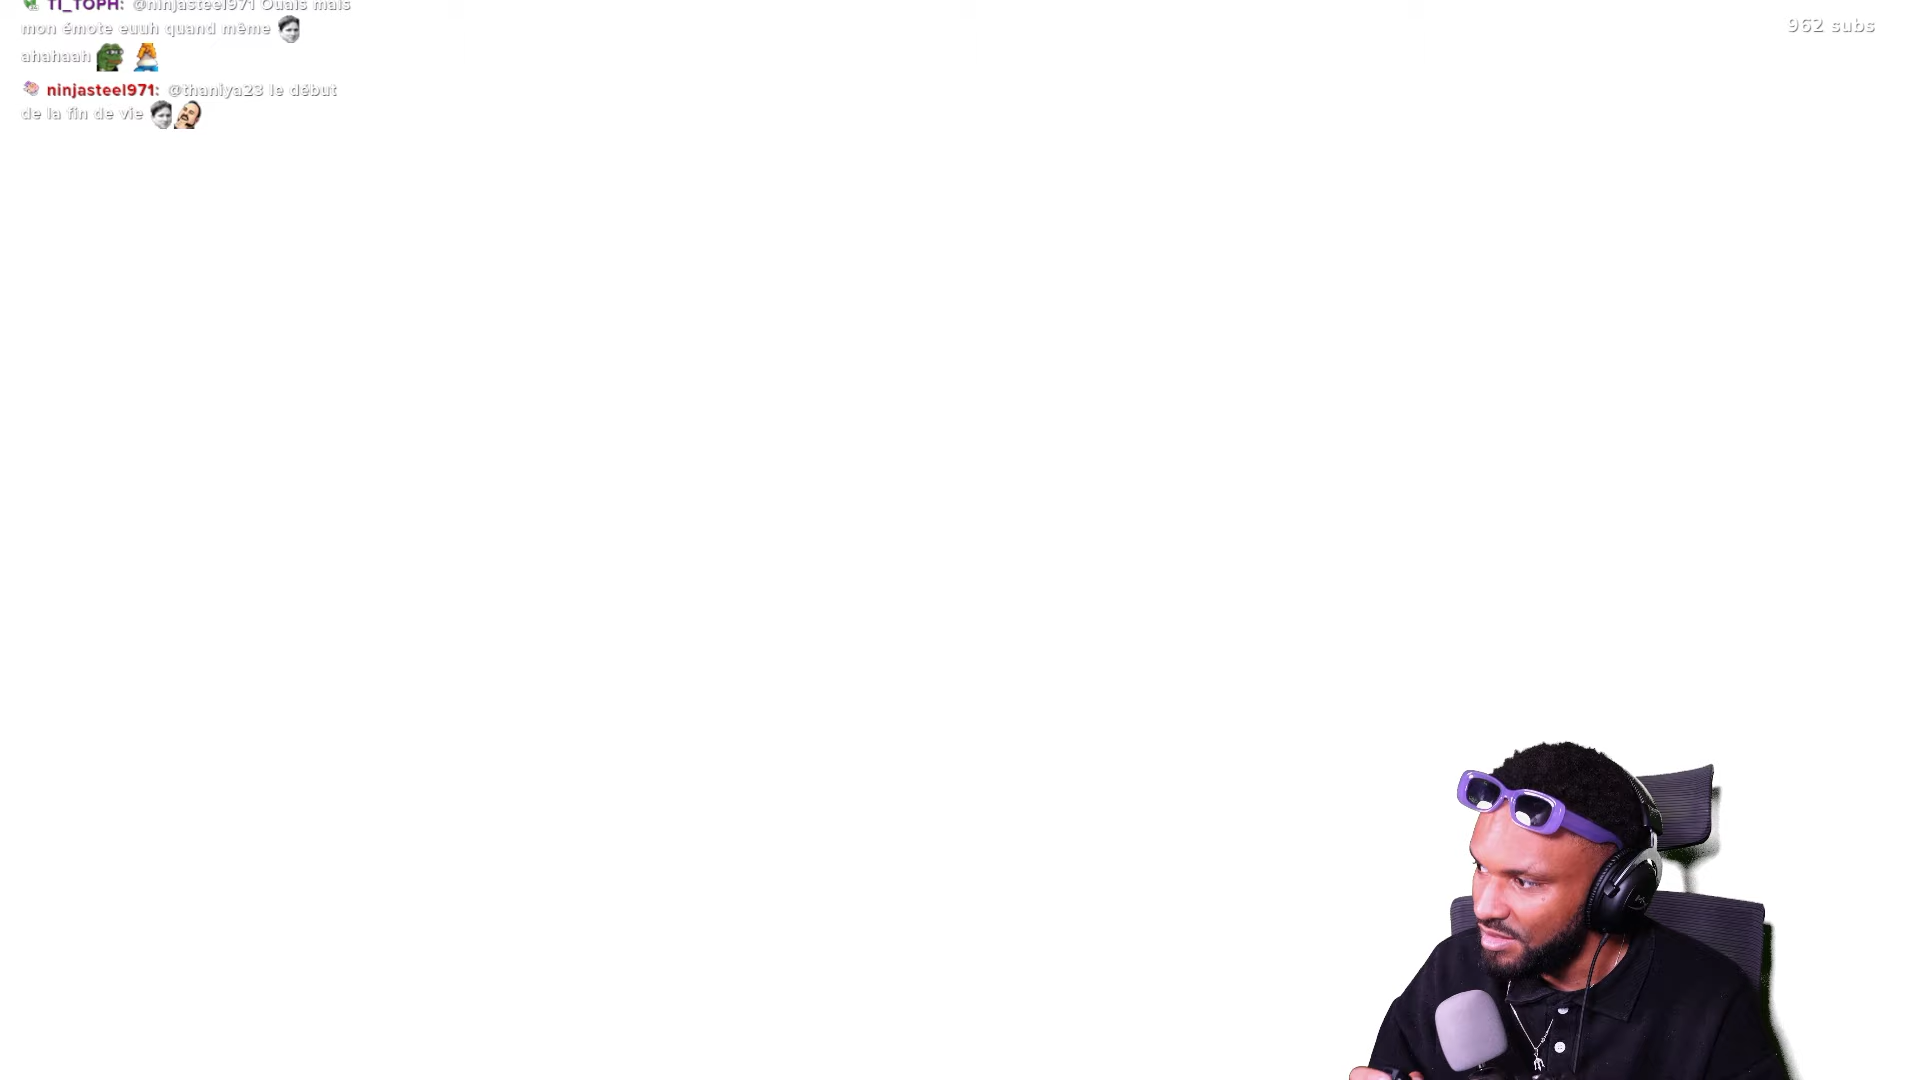 TI_TOPH: @ninjasteel971 Ouais mais
mon émote euuh quand même
ahahaah
962 subs
ninjasteel971: @thaniya23 le début
de la fin de vie